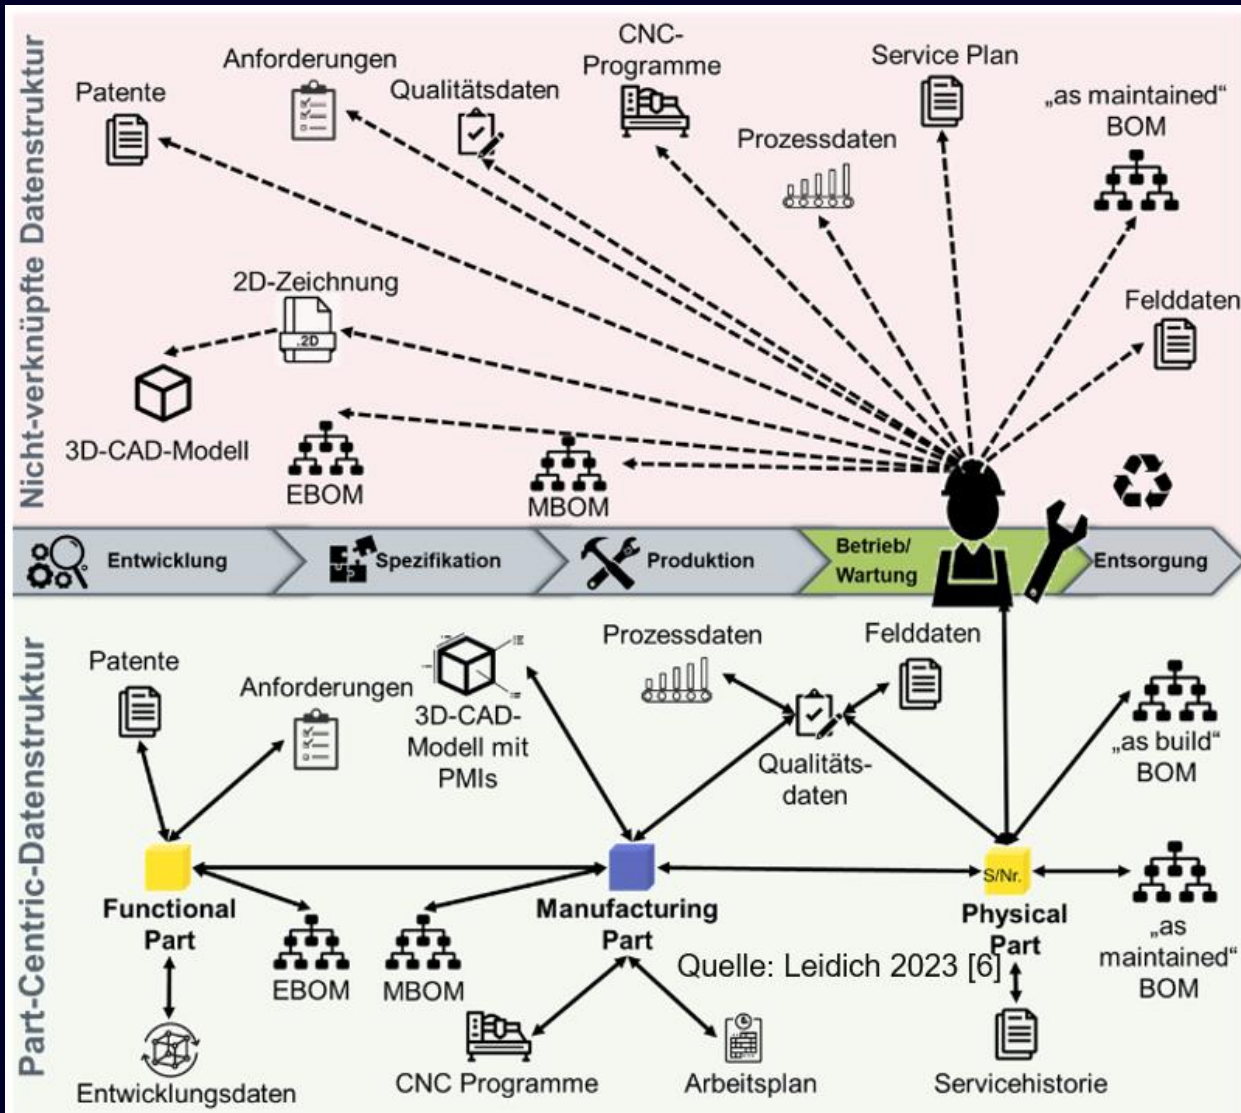 Nicht-verknüpfte Datenstruktur
Patente
Anforderungen
Qualitätsdaten
CNC-
Programme
Prozessdaten
Service Plan
„as maintained“
BOM
2D-Zeichnung
.2D
Felddaten
3D-CAD-Modell
EBOM
MBOM
Entwicklung
Spezifikation
Produktion
Betrieb/
Wartung
Entsorgung
Part-Centric-Datenstruktur
Patente
Anforderungen
3D-CAD-
Modell mit
PMIs
Prozessdaten
Felddaten
Qualitäts-
daten
„as build“
BOM
Functional
Part
Manufacturing
Part
S/Nr.
Physical
Part
„as
maintained“
BOM
EBOM
MBOM
Quelle: Leidich 2023 [6]
Entwicklungsdaten
CNC Programme
Arbeitsplan
Servicehistorie